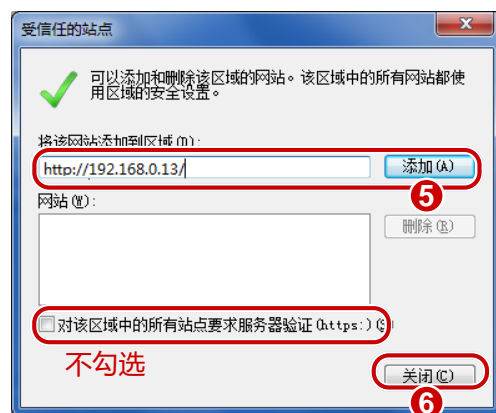 受信任的站点
可以添加和删除该区域的网站。该区域中的所有网站都使
用区域的安全设置。
将该网站添加到区域(D):
http://192.168.0.13/
添加(A)
5
网站(W):
删除(R)
对该区域中的所有站点要求服务器验证(https:)(S)
不勾选
关闭(C)
6